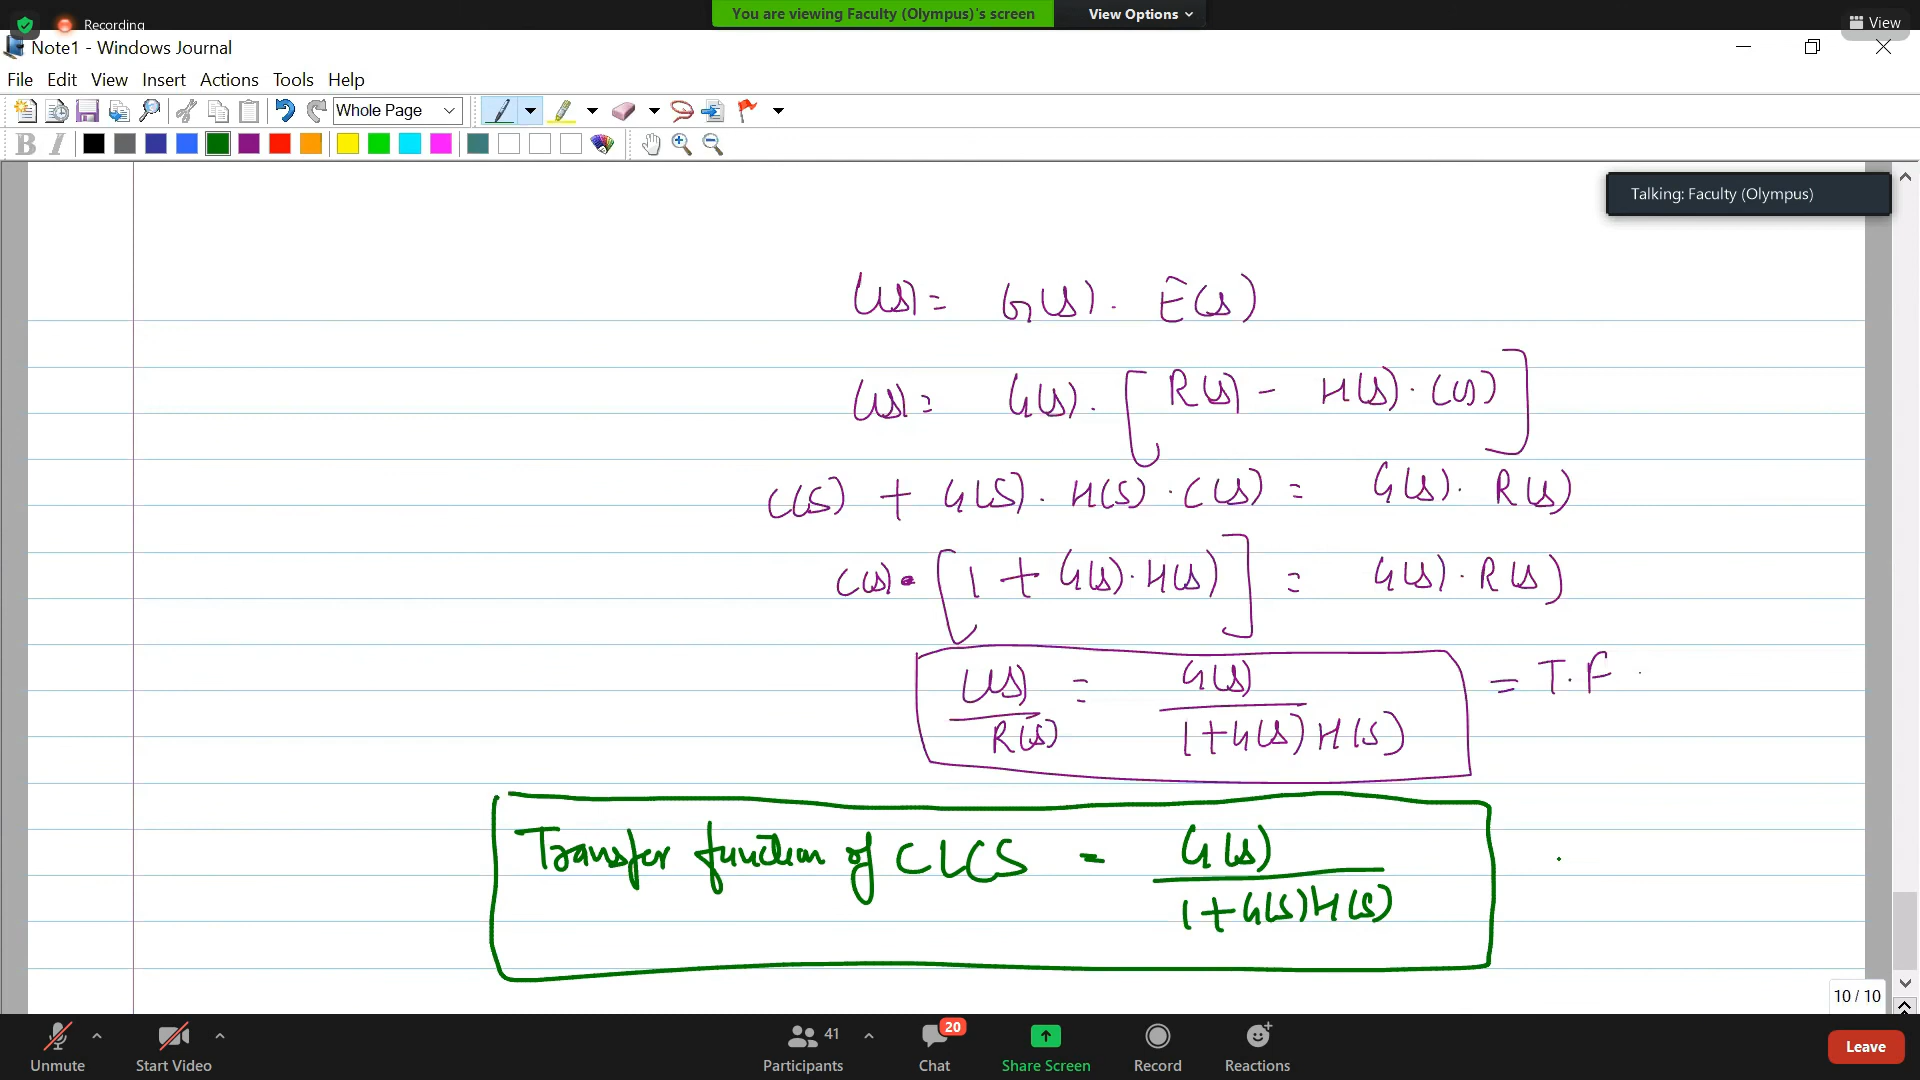 Recording
You are viewing Faculty (Olympus)'s screen
View Options
View
Note1 - Windows Journal
File Edit View Insert Actions Tools Help
Whole Page
B I
Talking: Faculty (Olympus)
C(s) = G(s) . E(s)
C(s) = G(s) . [ R(s) - H(s) . C(s) ]
C(s) + G(s) . H(s) . C(s) = G(s) . R(s)
C(s) . [ 1 + G(s) . H(s) ] = G(s) . R(s)
C(s) / R(s) = G(s) / 1+G(s)H(s) = T.F
Transfer function of CLCS = G(s) / 1+G(s)H(s)
10 / 10
Unmute
Start Video
Participants 41
Chat 20
Share Screen
Record
Reactions
Leave